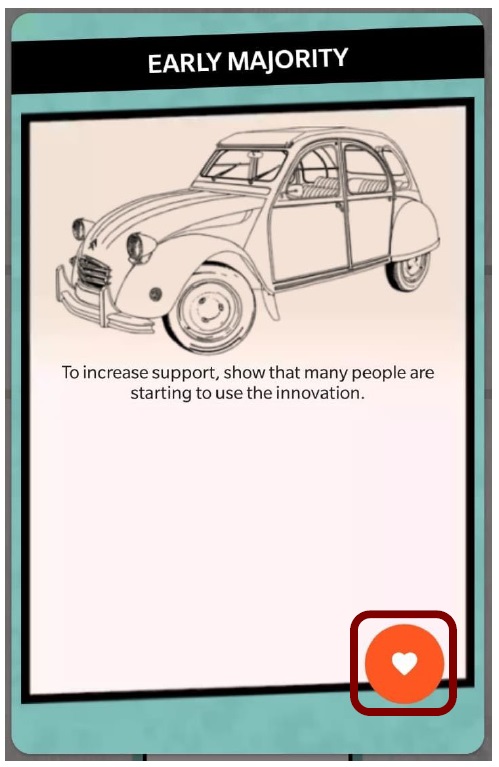 EARLY MAJORITY
To increase support, show that many people are
starting to use the innovation.